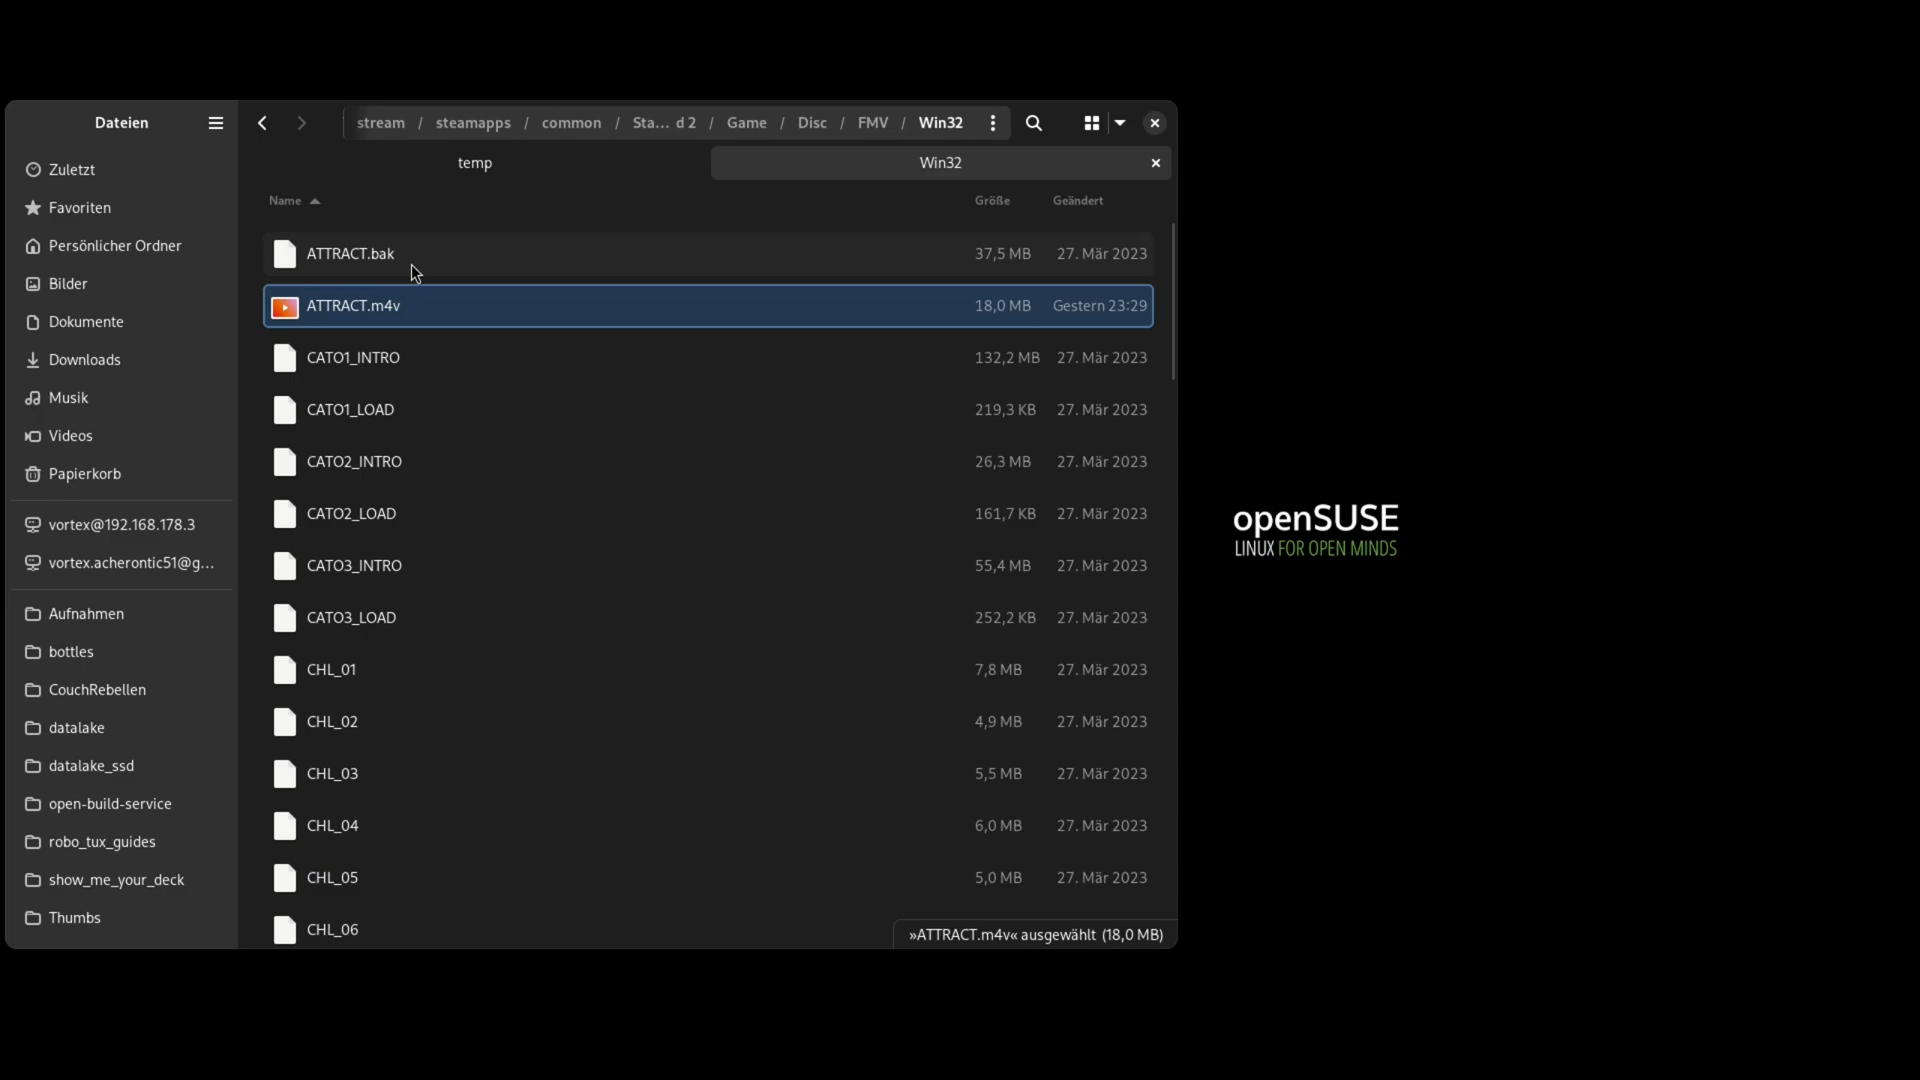 Dateien
stream / steamapps / common / Sta... d 2 / Game / Disc / FMV / Win32
temp
Win32
Zuletzt
Favoriten
Persönlicher Ordner
Bilder
Dokumente
Downloads
Musik
Videos
Papierkorb
vortex@192.168.178.3
vortex.acherontic51@g...
Aufnahmen
bottles
CouchRebellen
datalake
datalake_ssd
open-build-service
robo_tux_guides
show_me_your_deck
Thumbs
Name Größe Geändert
ATTRACT.bak 37,5 MB 27. Mär 2023
ATTRACT.m4v 18,0 MB Gestern 23:29
CATO1_INTRO 132,2 MB 27. Mär 2023
CATO1_LOAD 219,3 KB 27. Mär 2023
CATO2_INTRO 26,3 MB 27. Mär 2023
CATO2_LOAD 161,7 KB 27. Mär 2023
CATO3_INTRO 55,4 MB 27. Mär 2023
CATO3_LOAD 252,2 KB 27. Mär 2023
CHL_01 7,8 MB 27. Mär 2023
CHL_02 4,9 MB 27. Mär 2023
CHL_03 5,5 MB 27. Mär 2023
CHL_04 6,0 MB 27. Mär 2023
CHL_05 5,0 MB 27. Mär 2023
CHL_06
»ATTRACT.m4v« ausgewählt (18,0 MB)
openSUSE
LINUX FOR OPEN MINDS